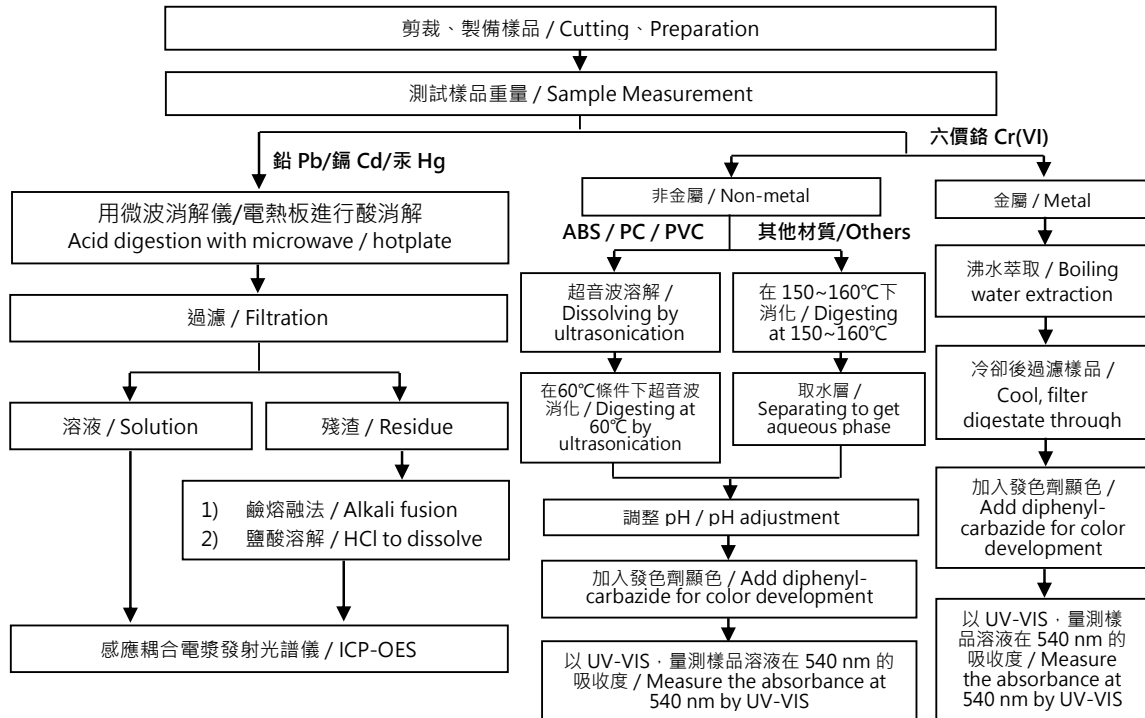 剪裁、製備樣品 / Cutting、Preparation
測試樣品重量 / Sample Measurement
鉛 Pb/鎘 Cd/汞 Hg
六價鉻 Cr(VI)
用微波消解儀/電熱板進行酸消解
Acid digestion with microwave / hotplate
過濾 / Filtration
溶液 / Solution
殘渣 / Residue
1) 鹼熔融法 / Alkali fusion
2) 鹽酸溶解 / HCl to dissolve
感應耦合電漿發射光譜儀 / ICP-OES
非金屬 / Non-metal
ABS / PC / PVC
其他材質/Others
超音波溶解 /
Dissolving by
ultrasonication
在60℃條件下超音波
消化 / Digesting at
60℃ by
ultrasonication
在 150~160℃下
消化 / Digesting
at 150~160℃
取水層 /
Separating to get
aqueous phase
調整 pH / pH adjustment
加入發色劑顯色 / Add diphenyl-
carbazide for color development
以 UV-VIS，量測樣品溶液在 540 nm 的
吸收度 / Measure the absorbance at
540 nm by UV-VIS
金屬 / Metal
沸水萃取 / Boiling
water extraction
冷卻後過濾樣品 /
Cool, filter
digestate through
加入發色劑顯色 /
Add diphenyl-
carbazide for color
development
以 UV-VIS，量測樣
品溶液在 540 nm 的
吸收度 / Measure
the absorbance at
540 nm by UV-VIS